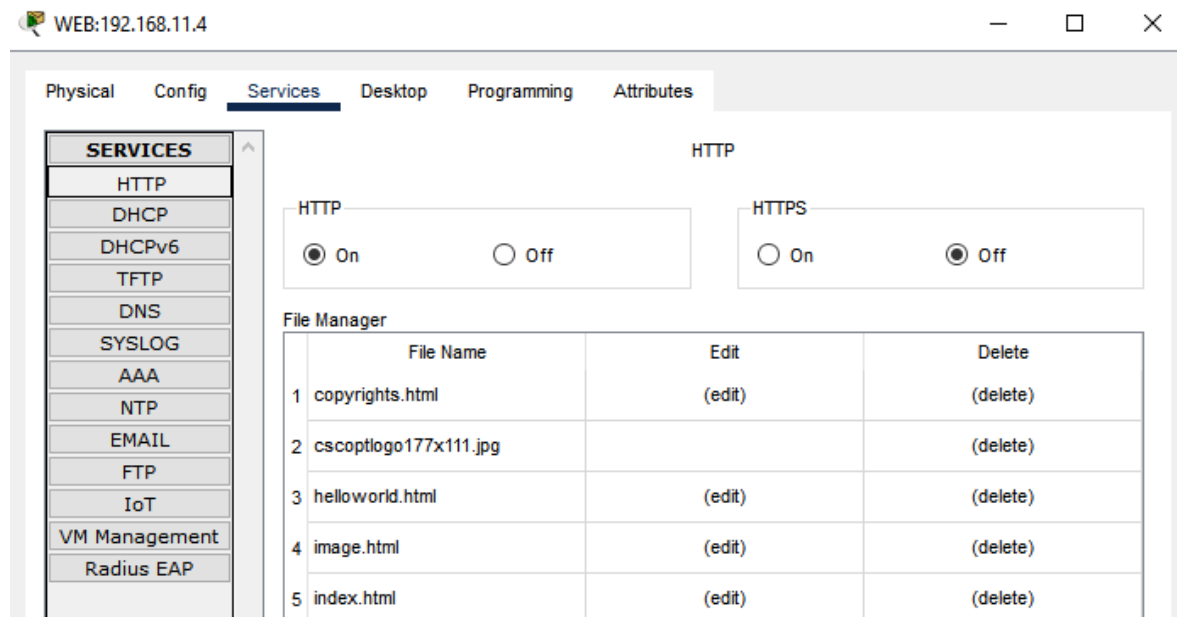 WEB:192.168.11.4
Physical Config Services Desktop Programming Attributes
SERVICES
HTTP
DHCP
DHCPv6
TFTP
DNS
SYSLOG
AAA
NTP
EMAIL
FTP
IoT
VM Management
Radius EAP
HTTP
HTTP HTTPS
On Off On Off
File Manager
File Name Edit Delete
1 copyrights.html (edit) (delete)
2 cscoptlogo177x111.jpg (delete)
3 helloworld.html (edit) (delete)
4 image.html (edit) (delete)
5 index.html (edit) (delete)